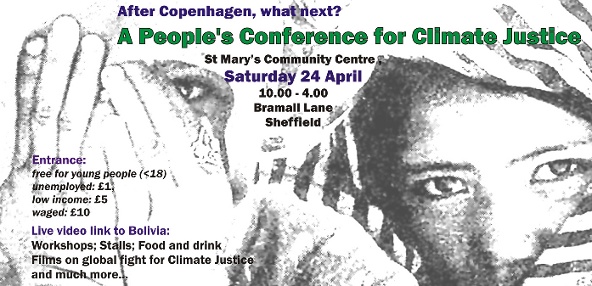 After Copenhagen, what next?
A People's Conference for Climate Justice
St Mary's Community Centre
Saturday 24 April
10.00 - 4.00
Bramall Lane
Sheffield
Entrance:
free for young people (<18)
unemployed: £1,
low income: £5
waged: £10
Live video link to Bolivia:
Workshops; Stalls; Food and drink
Films on global fight for Climate Justice
and much more...